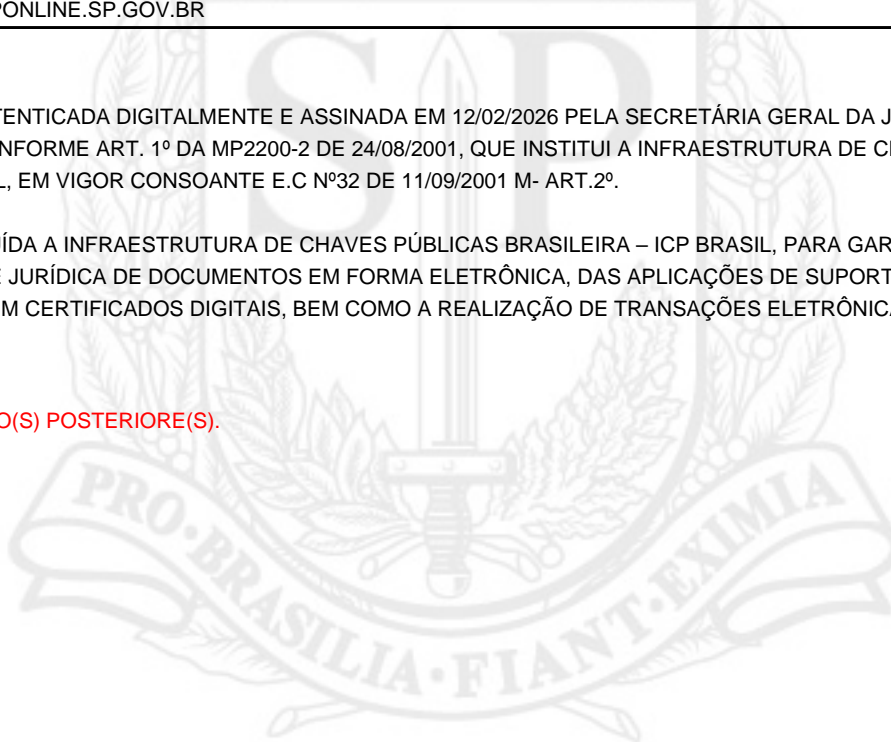 PONLINE.SP.GOV.BR
TENTICADA DIGITALMENTE E ASSINADA EM 12/02/2026 PELA SECRETÁRIA GERAL DA J
NFORME ART. 1º DA MP2200-2 DE 24/08/2001, QUE INSTITUI A INFRAESTRUTURA DE C
L, EM VIGOR CONSOANTE E.C Nº32 DE 11/09/2001 M- ART.2º.
ÍDA A INFRAESTRUTURA DE CHAVES PÚBLICAS BRASILEIRA – ICP BRASIL, PARA GAR
E JURÍDICA DE DOCUMENTOS EM FORMA ELETRÔNICA, DAS APLICAÇÕES DE SUPORT
M CERTIFICADOS DIGITAIS, BEM COMO A REALIZAÇÃO DE TRANSAÇÕES ELETRÔNICA
O(S) POSTERIORE(S).
SP
PRO·BRASILIA·FIANT·EXIMIA